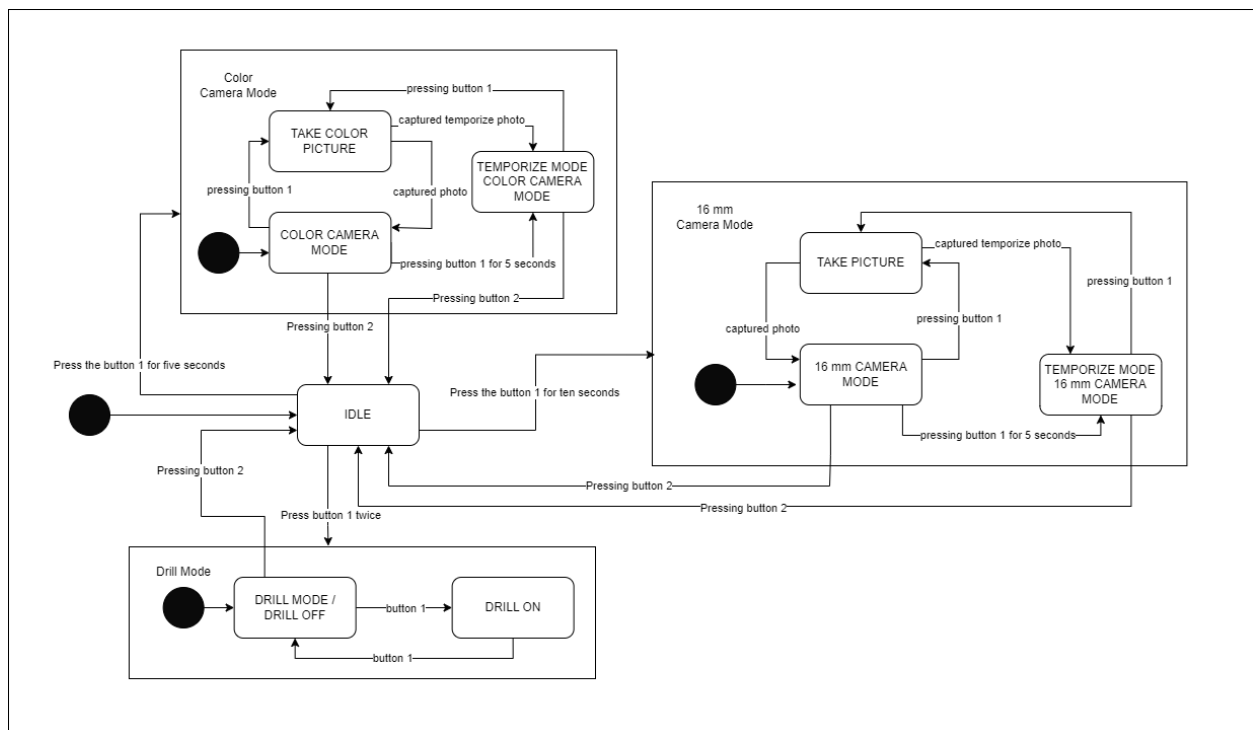 Color
Camera Mode
pressing button 1
TAKE COLOR
PICTURE
captured temporize photo
TEMPORIZE MODE
COLOR CAMERA
MODE
pressing button 1
captured photo
COLOR CAMERA
MODE
pressing button 1 for 5 seconds
Pressing button 2
Pressing button 2
16 mm
Camera Mode
TAKE PICTURE
captured temporize photo
pressing button 1
pressing button 1
captured photo
16 mm CAMERA
MODE
TEMPORIZE MODE
16 mm CAMERA
MODE
pressing button 1 for 5 seconds
Press the button 1 for five seconds
Press the button 1 for ten seconds
IDLE
Pressing button 2
Pressing button 2
Pressing button 2
Press button 1 twice
Drill Mode
DRILL MODE /
DRILL OFF
button 1
DRILL ON
button 1